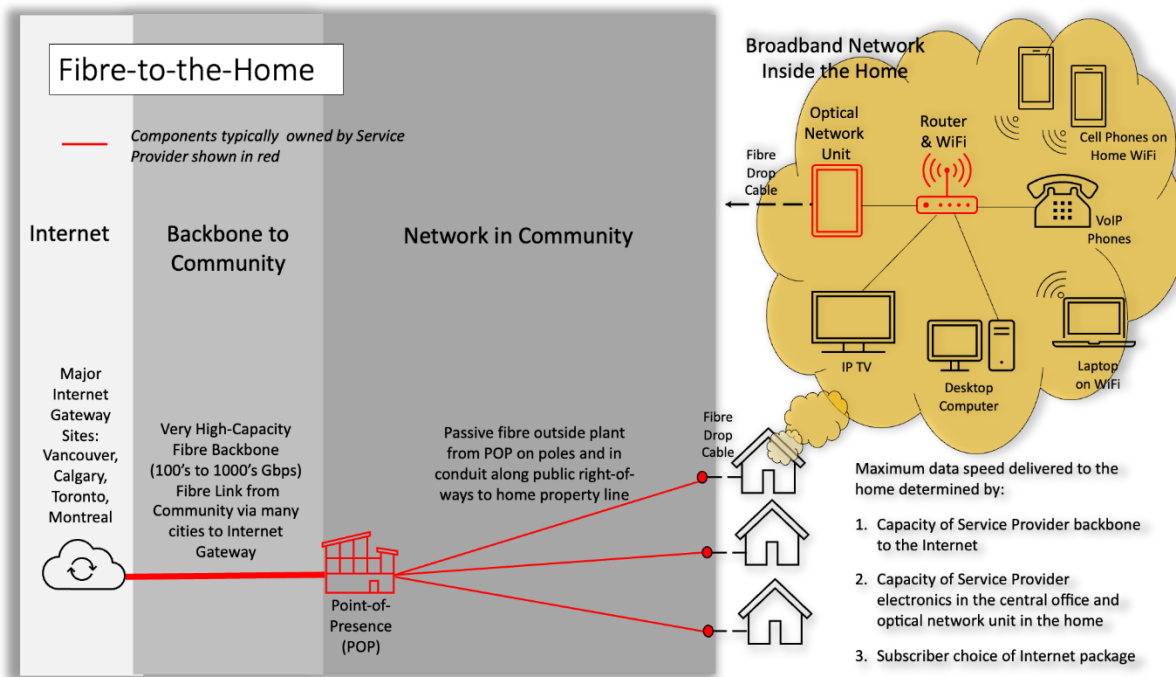 Fibre-to-the-Home
Components typically owned by Service
Provider shown in red
Internet
Backbone to
Community
Network in Community
Major
Internet
Gateway
Sites:
Vancouver,
Calgary,
Toronto,
Montreal
Very High-Capacity
Fibre Backbone
(100's to 1000's Gbps)
Fibre Link from
Community via many
cities to Internet
Gateway
Point-of-
Presence
(POP)
Passive fibre outside plant
from POP on poles and in
conduit along public right-of-
ways to home property line
Fibre
Drop
Cable
Broadband Network
Inside the Home
Optical
Network
Unit
Router
& WiFi
Cell Phones on
Home WiFi
Fibre
Drop
Cable
VoIP
Phones
IP TV
Desktop
Computer
Laptop
on WiFi
Maximum data speed delivered to the
home determined by:
1. Capacity of Service Provider backbone
to the Internet
2. Capacity of Service Provider
electronics in the central office and
optical network unit in the home
3. Subscriber choice of Internet package